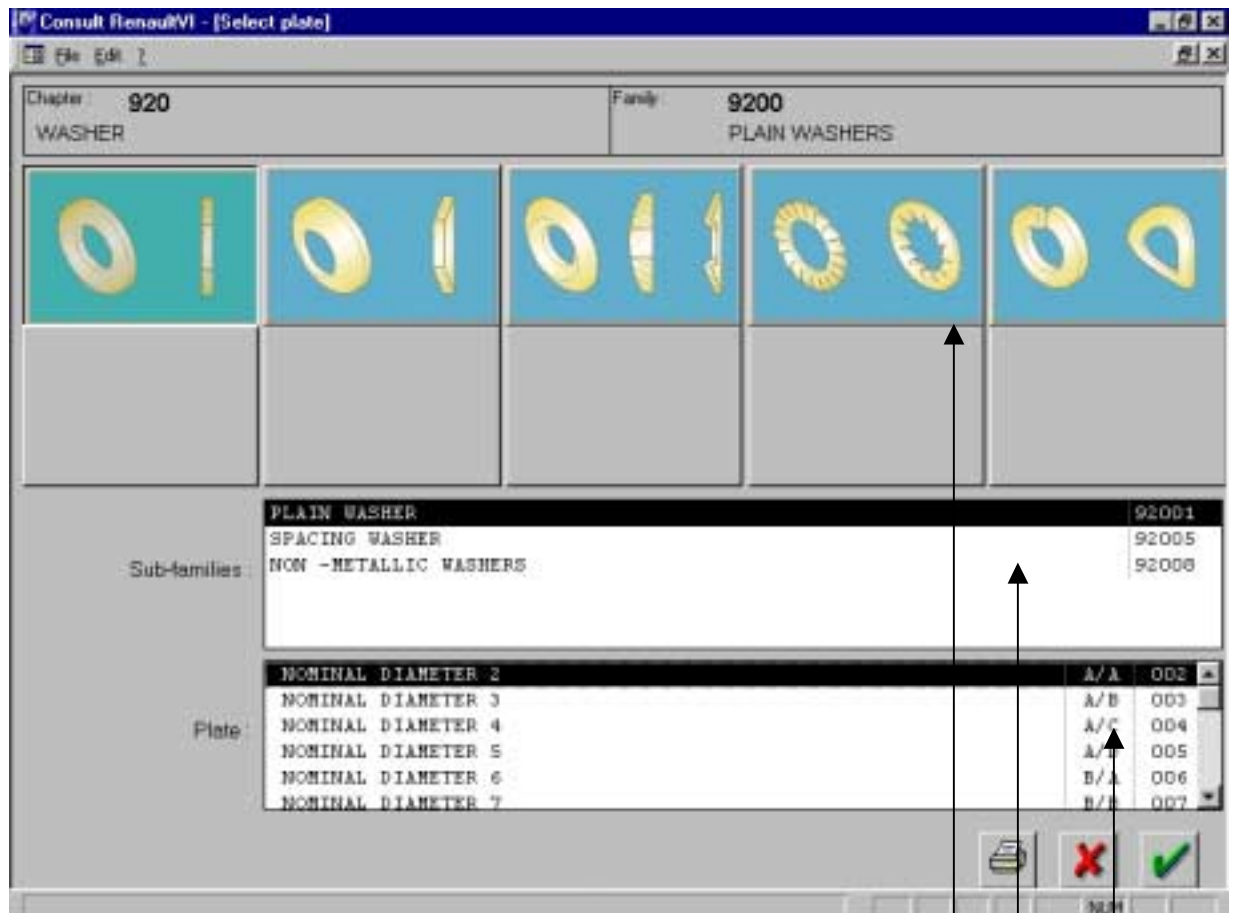 Consult RenaultVI - [Select plate]
File Edit ?
Chapter : 920
WASHER
Family 9200
PLAIN WASHERS
Sub-families :
PLAIN WASHER 92001
SPACING WASHER 92005
NON -METALLIC WASHERS 92008
Plate :
NOMINAL DIAMETER 2 A/A 002
NOMINAL DIAMETER 3 A/B 003
NOMINAL DIAMETER 4 A/C 004
NOMINAL DIAMETER 5 005
NOMINAL DIAMETER 6 B/A 006
NOMINAL DIAMETER 7 B/B 007
NUM